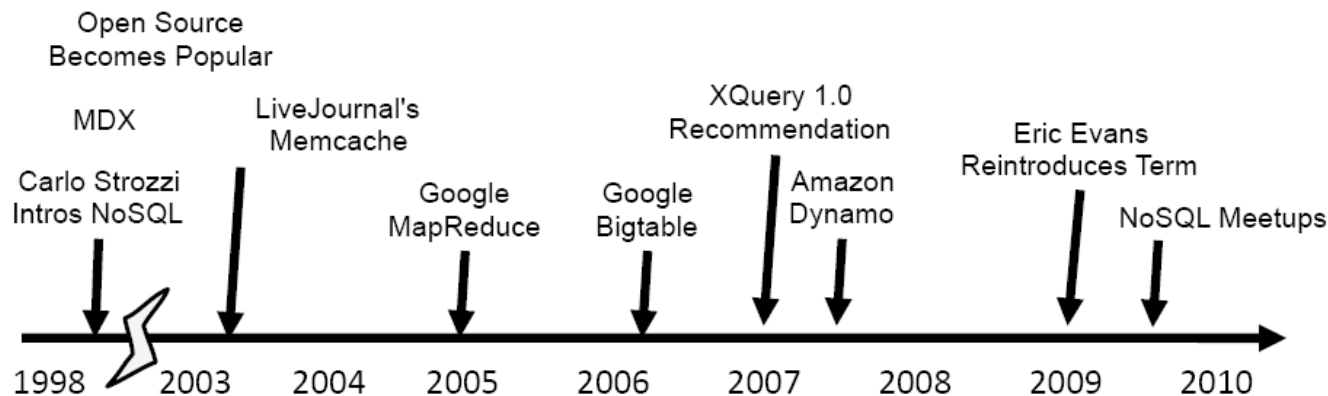 Open Source
Becomes Popular
MDX
Carlo Strozzi
Intros NoSQL
LiveJournal's
Memcache
Google
MapReduce
Google
Bigtable
XQuery 1.0
Recommendation
Amazon
Dynamo
Eric Evans
Reintroduces Term
NoSQL Meetups
1998 2003 2004 2005 2006 2007 2008 2009 2010